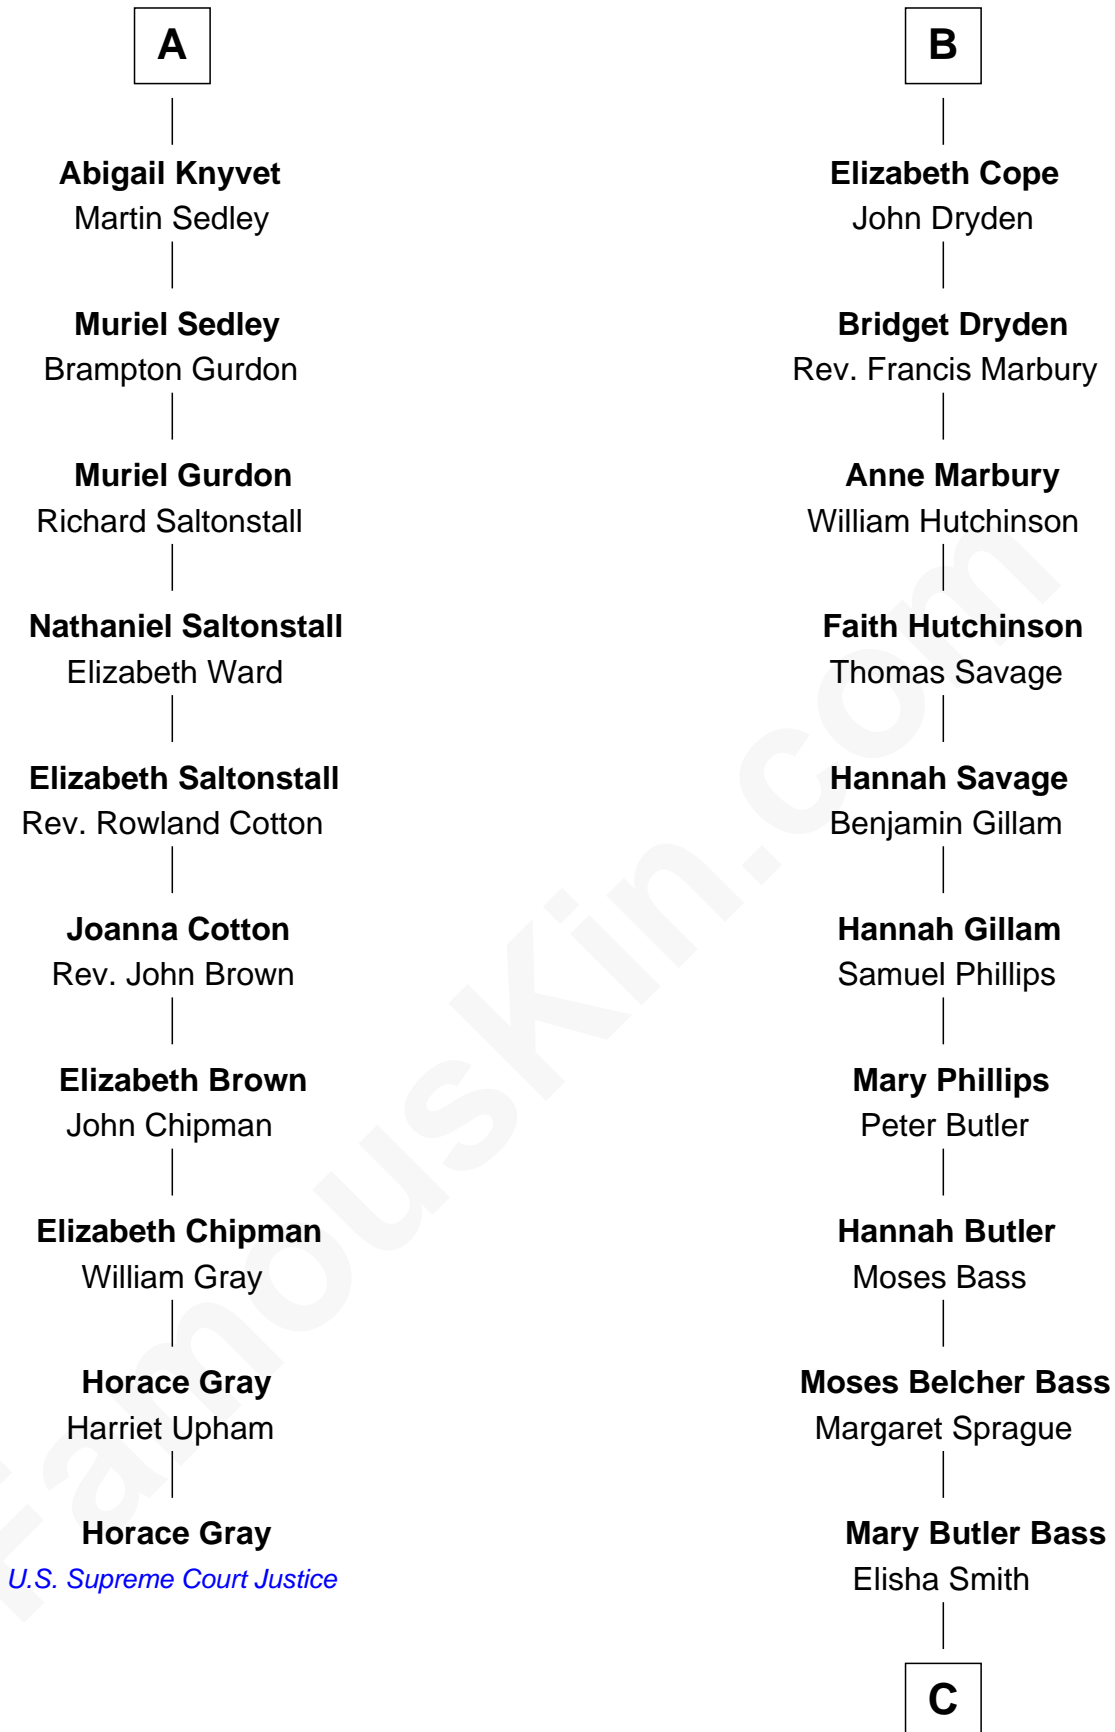 A
Abigail Knyvet
Martin Sedley
Muriel Sedley
Brampton Gurdon
Muriel Gurdon
Richard Saltonstall
Nathaniel Saltonstall
Elizabeth Ward
Elizabeth Saltonstall
Rev. Rowland Cotton
Joanna Cotton
Rev. John Brown
Elizabeth Brown
John Chipman
Elizabeth Chipman
William Gray
Horace Gray
Harriet Upham
Horace Gray
U.S. Supreme Court Justice
B
Elizabeth Cope
John Dryden
Bridget Dryden
Rev. Francis Marbury
Anne Marbury
William Hutchinson
Faith Hutchinson
Thomas Savage
Hannah Savage
Benjamin Gillam
Hannah Gillam
Samuel Phillips
Mary Phillips
Peter Butler
Hannah Butler
Moses Bass
Moses Belcher Bass
Margaret Sprague
Mary Butler Bass
Elisha Smith
C
FamousKin.com